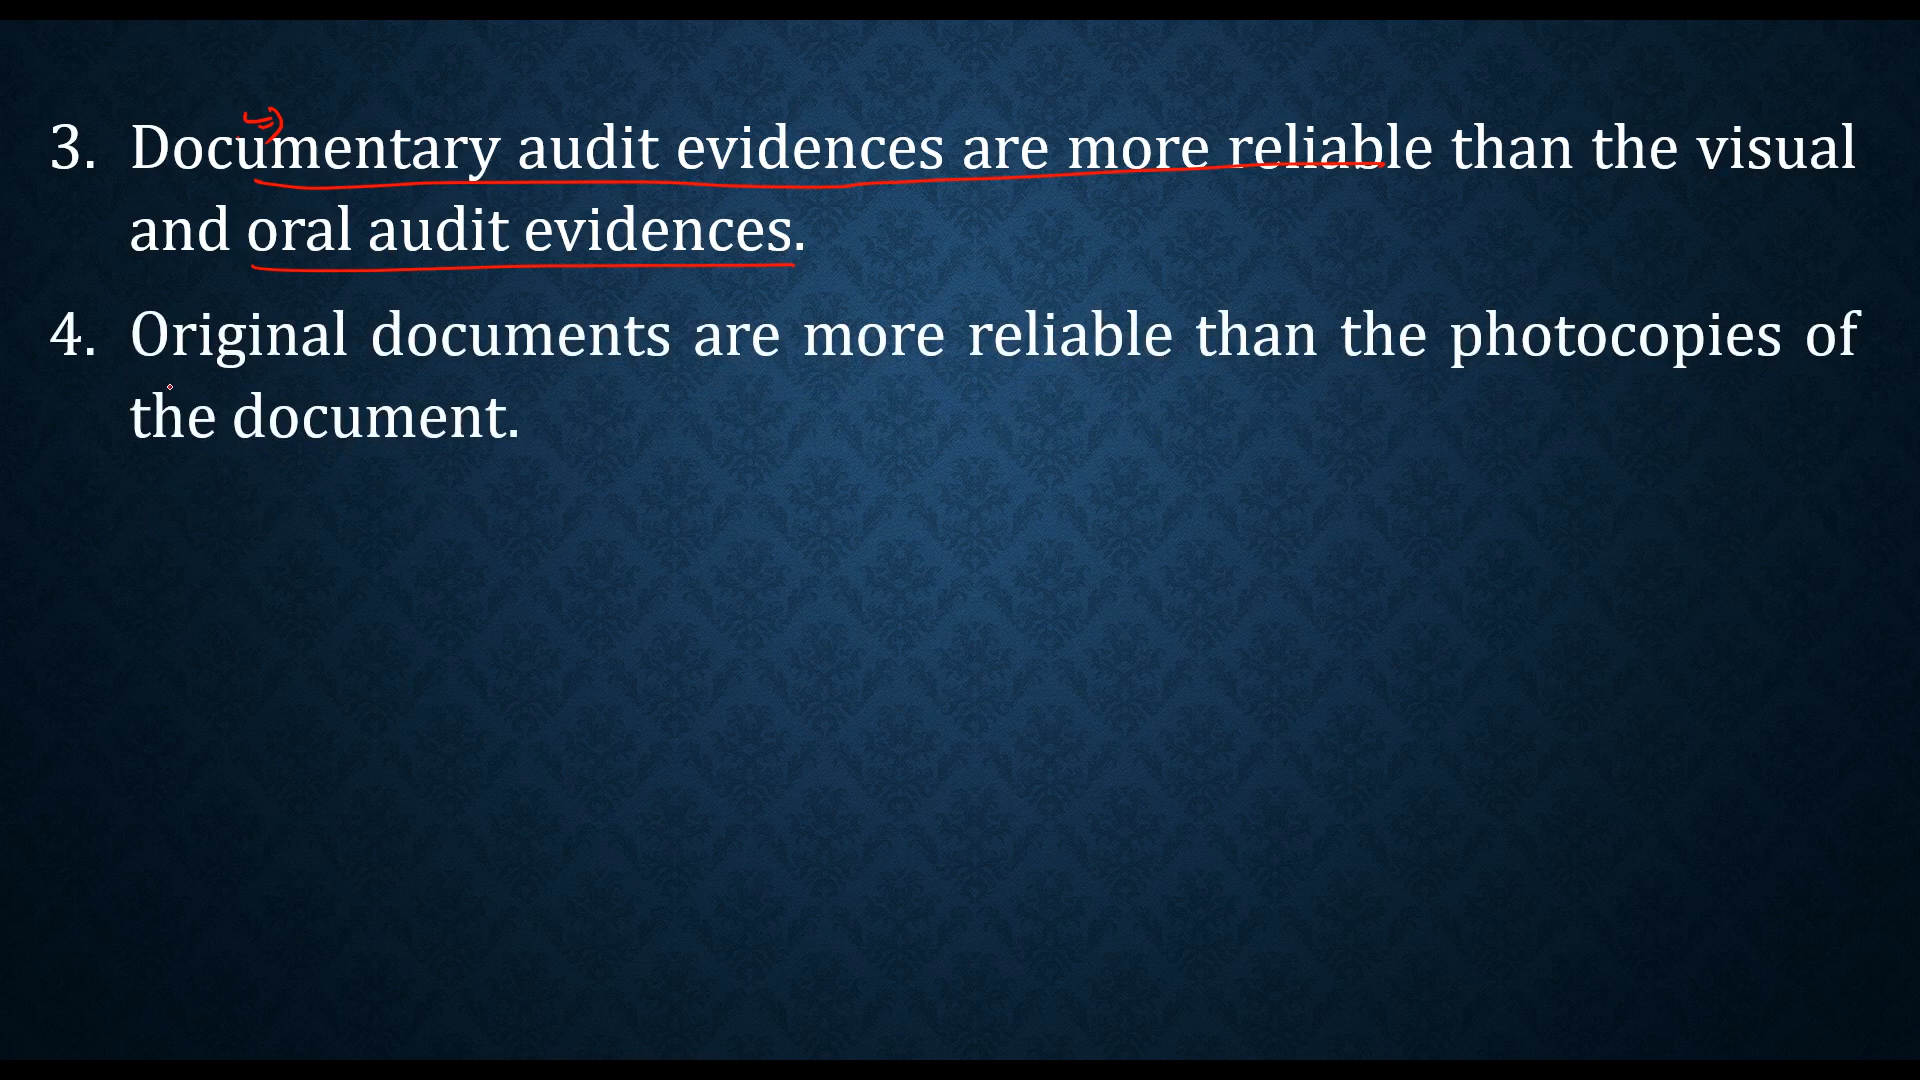 3. Documentary audit evidences are more reliable than the visual
and oral audit evidences.
4. Original documents are more reliable than the photocopies of
the document.